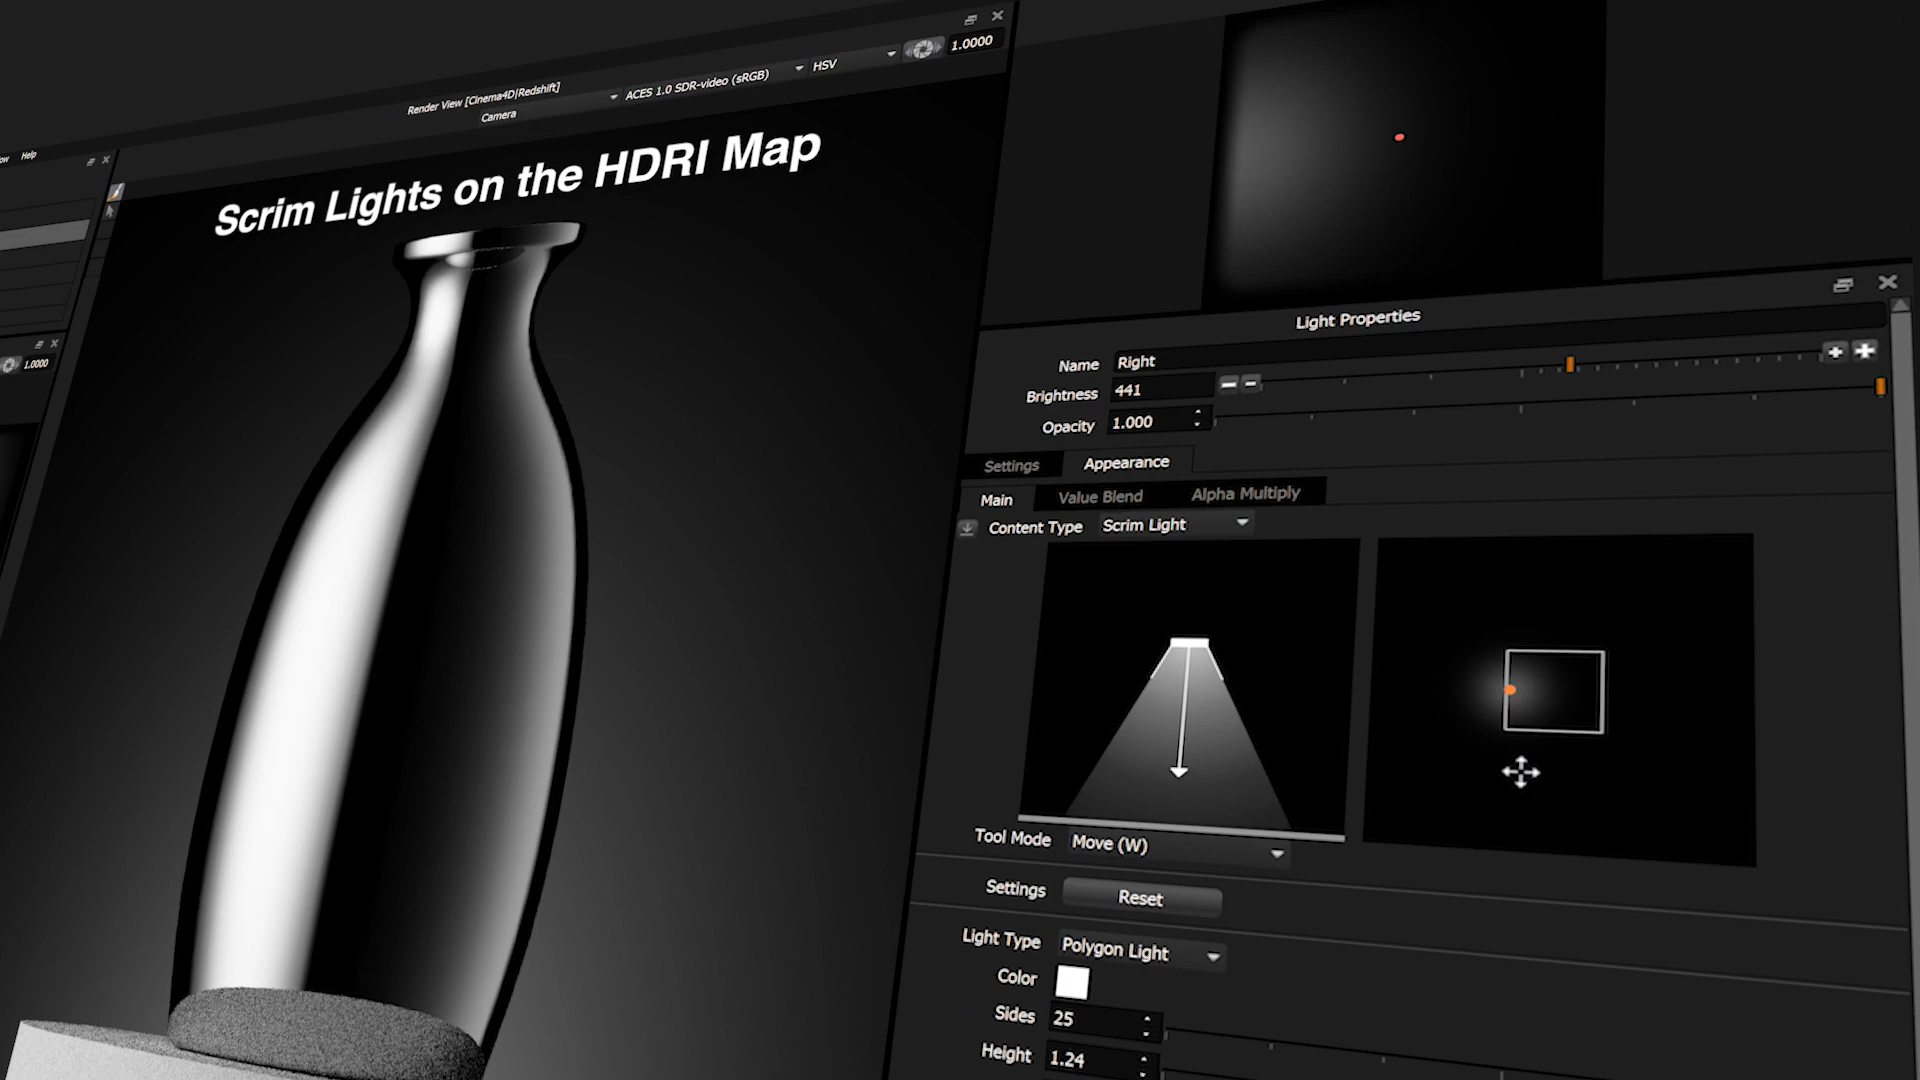 Help
1.0000
Render View [Cinema4D|Redshift]
Camera
ACES 1.0 SDR-video (sRGB)
HSV
1.0000
Scrim Lights on the HDRI Map
Light Properties
Name Right
Brightness 441
Opacity 1.000
Settings Appearance
Main Value Blend Alpha Multiply
Content Type Scrim Light
Tool Mode Move (W)
Settings Reset
Light Type Polygon Light
Color
Sides 25
Height 1.24